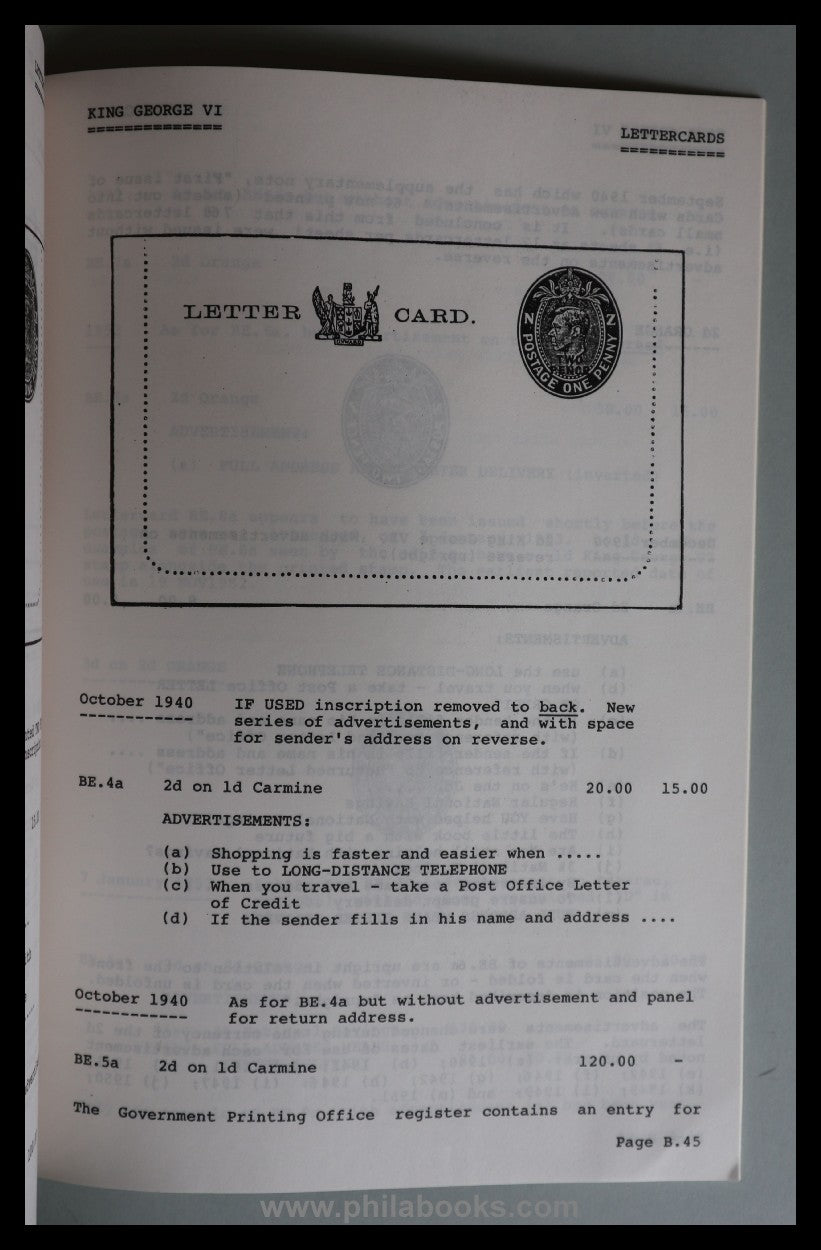 KING GEORGE VI
LETTERCARDS
LETTER CARD.
N Z
TWO
PENCE
POSTAGE ONE PENNY
ONWARD
October 1940 IF USED inscription removed to back. New
series of advertisements, and with space
for sender's address on reverse.
BE.4a 2d on 1d Carmine 20.00 15.00
ADVERTISEMENTS:
(a) Shopping is faster and easier when .....
(b) Use to LONG-DISTANCE TELEPHONE
(c) When you travel - take a Post Office Letter
of Credit
(d) If the sender fills in his name and address ....
October 1940 As for BE.4a but without advertisement and panel
for return address.
BE.5a 2d on 1d Carmine 120.00 -
The Government Printing Office register contains an entry for
Page B.45
www.philabooks.com